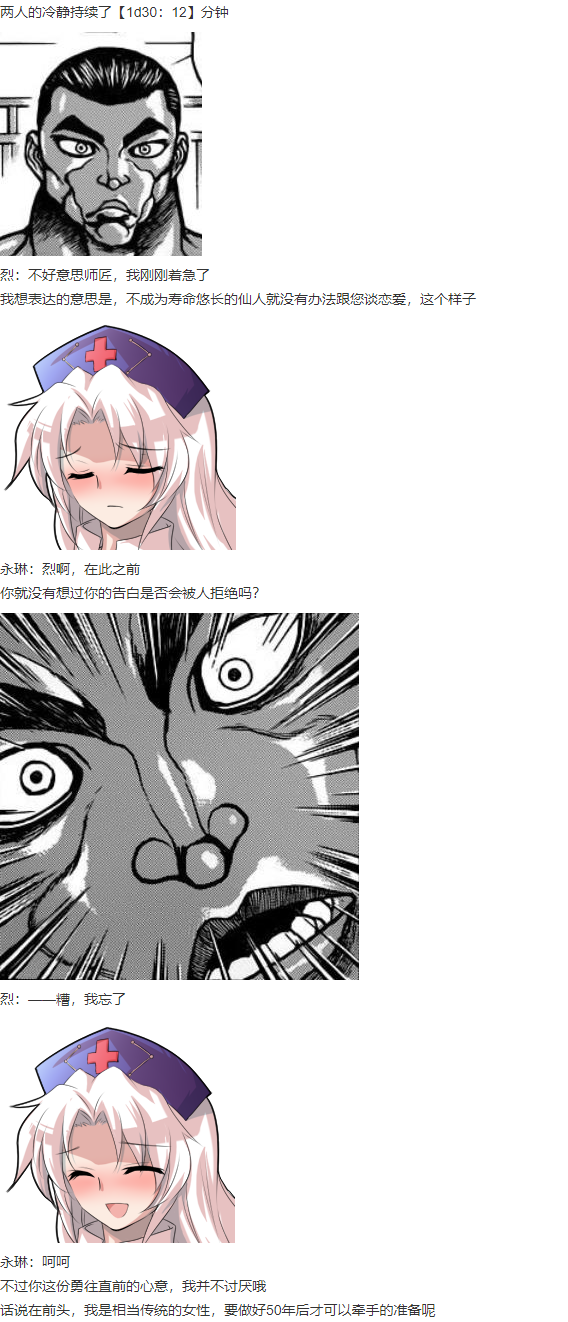 两人的冷静持续了【1d30：12】分钟
烈：不好意思师匠，我刚刚着急了
我想表达的意思是，不成为寿命悠长的仙人就没有办法跟您谈恋爱，这个样子
永琳：烈啊，在此之前
你就没有想过你的告白是否会被人拒绝吗？
烈：——糟，我忘了
永琳：呵呵
不过你这份勇往直前的心意，我并不讨厌哦
话说在前头，我是相当传统的女性，要做好50年后才可以牵手的准备呢